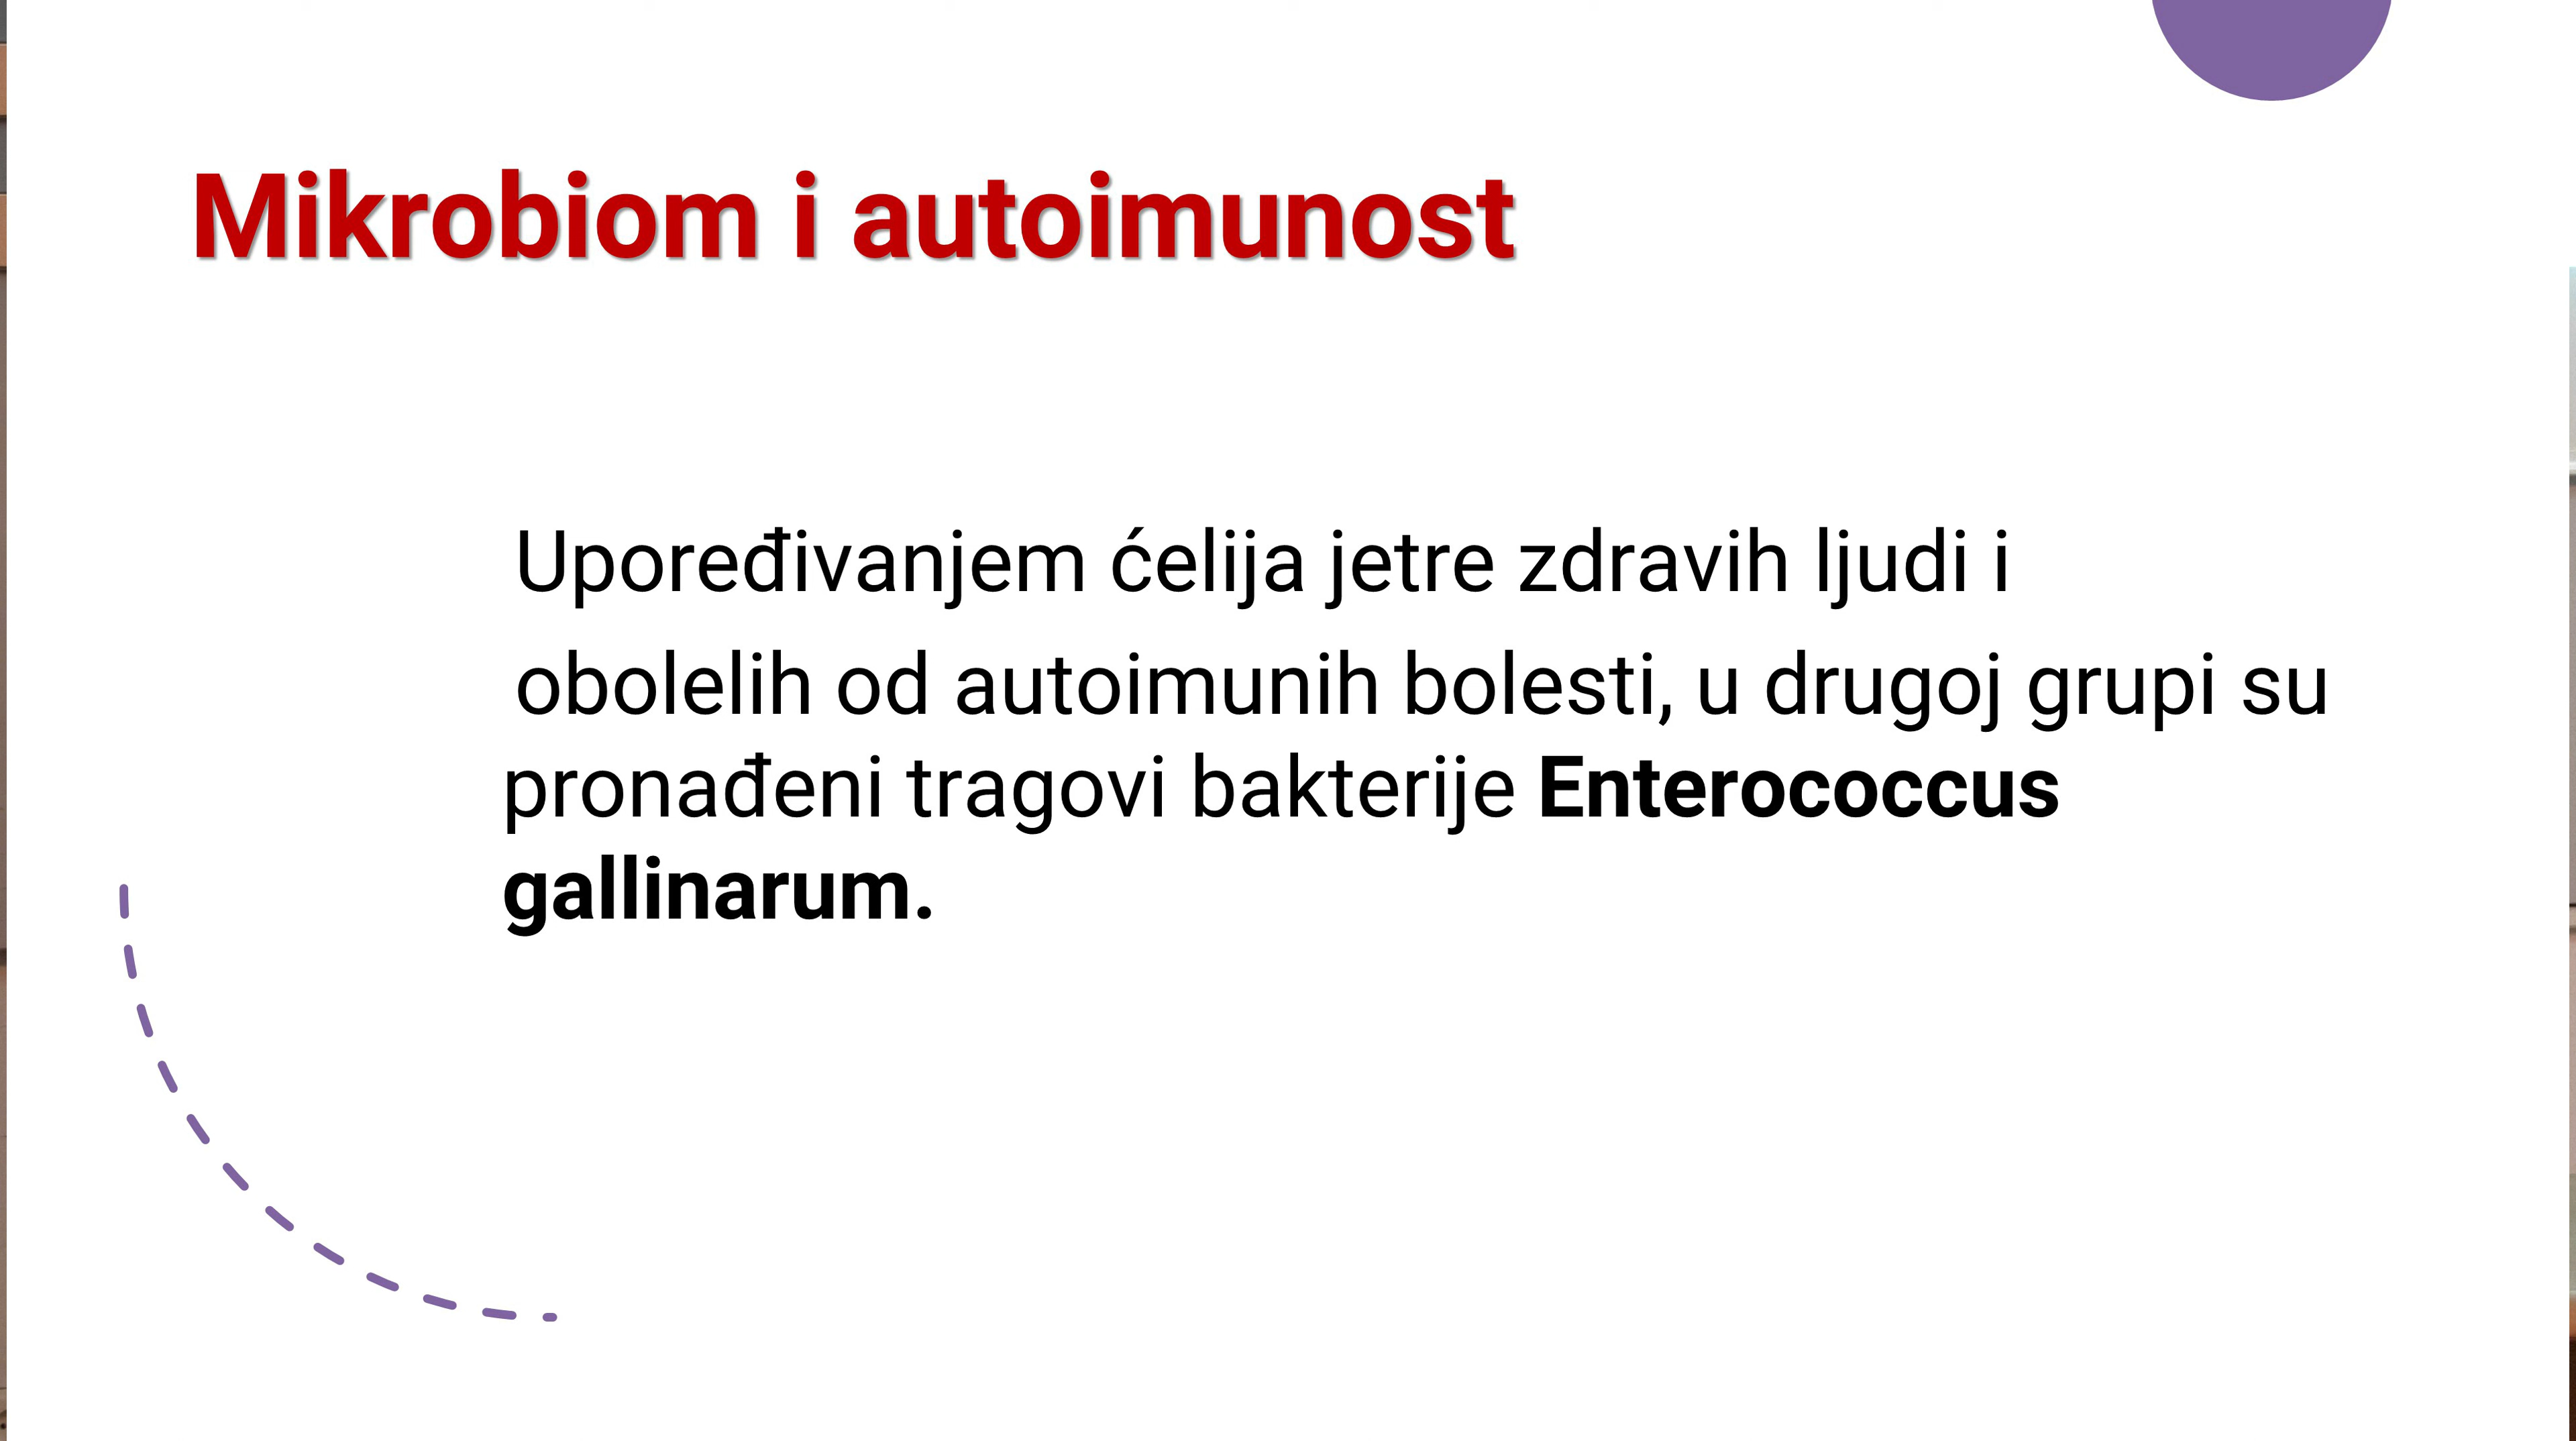 Mikrobiom i autoimunost
Upoređivanjem ćelija jetre zdravih ljudi i
obolelih od autoimunih bolesti, u drugoj grupi su
pronađeni tragovi bakterije Enterococcus
gallinarum.